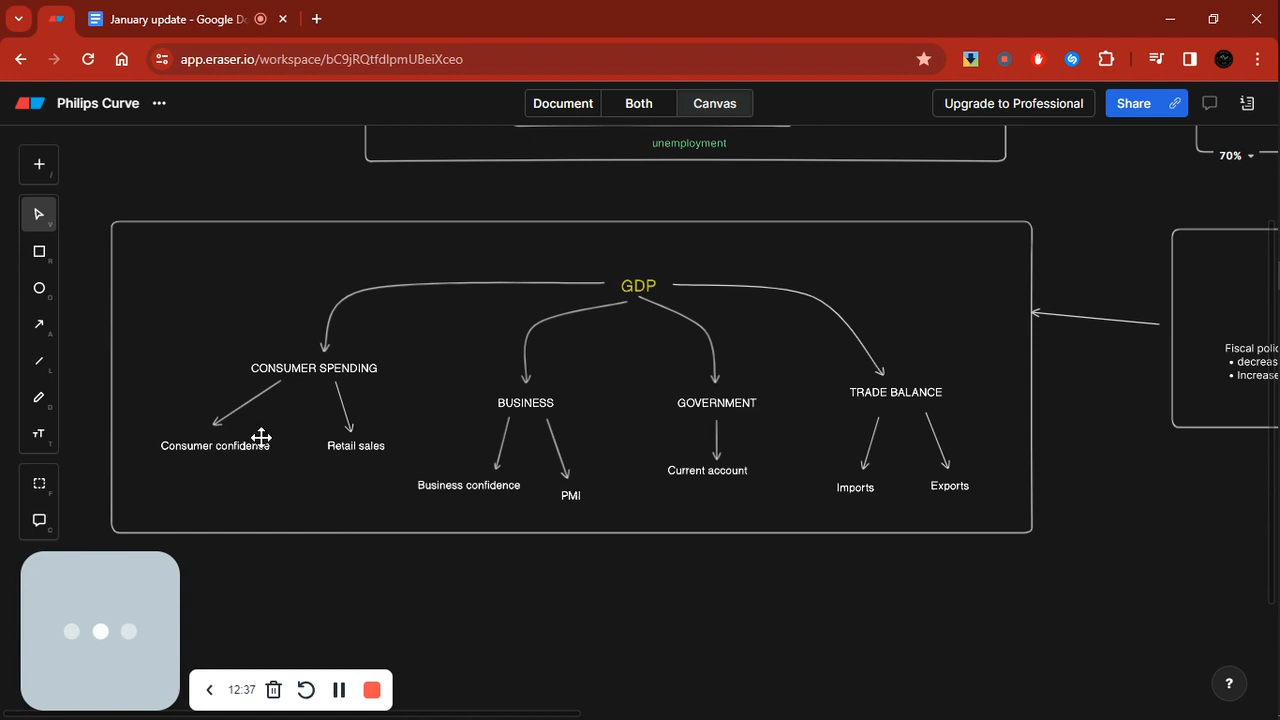 January update - Google Do
app.eraser.io/workspace/bC9jRQtfdIpmUBeiXceo
Philips Curve
Document
Both
Canvas
Upgrade to Professional
Share
unemployment
70%
GDP
CONSUMER SPENDING
BUSINESS
GOVERNMENT
TRADE BALANCE
Consumer confidence
Retail sales
Business confidence
PMI
Current account
Imports
Exports
Fiscal polic
• decreas
• Increase
12:37
?